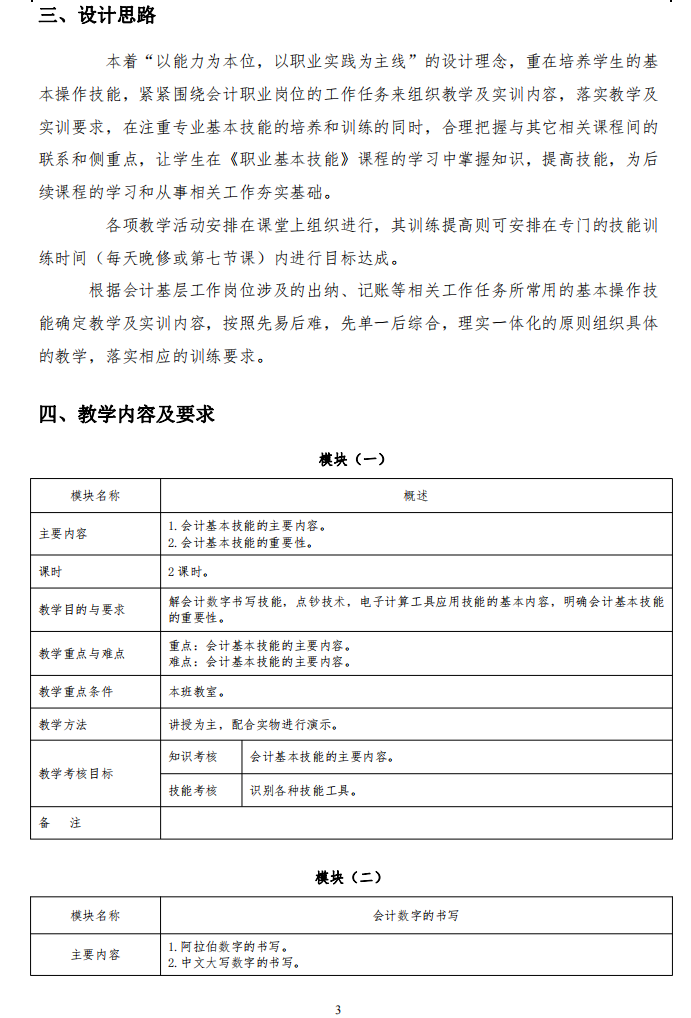 三、设计思路
本着“以能力为本位，以职业实践为主线”的设计理念，重在培养学生的基
本操作技能，紧紧围绕会计职业岗位的工作任务来组织教学及实训内容，落实教学及
实训要求，在注重专业基本技能的培养和训练的同时，合理把握与其它相关课程间的
联系和侧重点，让学生在《职业基本技能》课程的学习中掌握知识，提高技能，为后
续课程的学习和从事相关工作夯实基础。
各项教学活动安排在课堂上组织进行，其训练提高则可安排在专门的技能训
练时间（每天晚修或第七节课）内进行目标达成。
根据会计基层工作岗位涉及的出纳、记账等相关工作任务所常用的基本操作技
能确定教学及实训内容，按照先易后难，先单一后综合，理实一体化的原则组织具体
的教学，落实相应的训练要求。
四、教学内容及要求
模块（一）
模块名称 概述
主要内容 1.会计基本技能的主要内容。
2.会计基本技能的重要性。
课时 2 课时。
教学目的与要求 解会计数字书写技能，点钞技术，电子计算工具应用技能的基本内容，明确会计基本技能
的重要性。
教学重点与难点 重点：会计基本技能的主要内容。
难点：会计基本技能的主要内容。
教学重点条件 本班教室。
教学方法 讲授为主，配合实物进行演示。
教学考核目标 知识考核 会计基本技能的主要内容。
技能考核 识别各种技能工具。
备 注
模块（二）
模块名称 会计数字的书写
主要内容 1.阿拉伯数字的书写。
2.中文大写数字的书写。
3